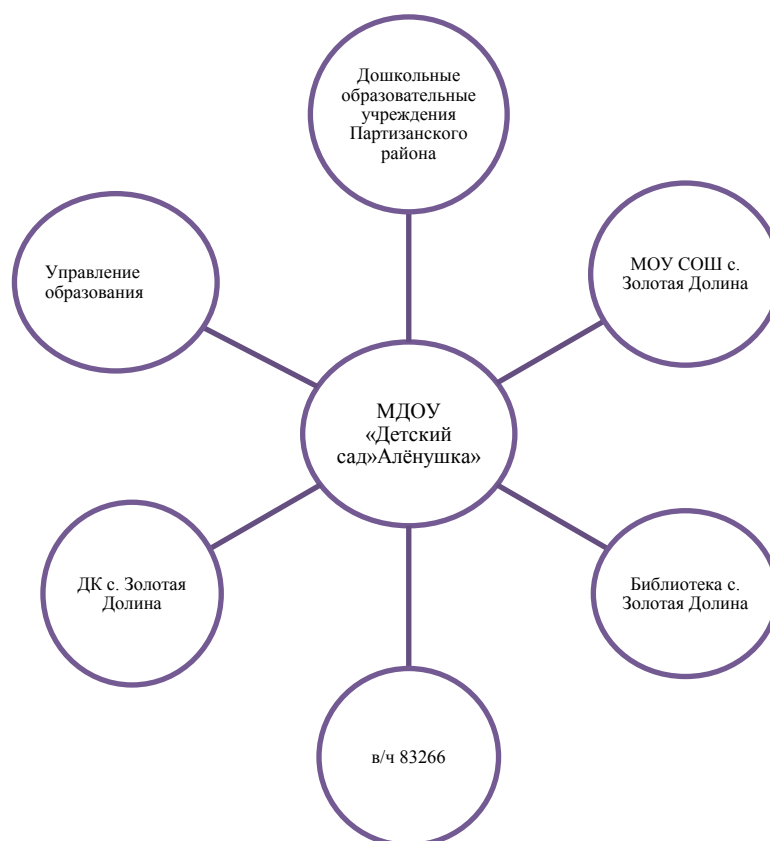 Дошкольные
образовательные
учреждения
Партизанского
района
Управление
образования
МОУ СОШ с.
Золотая Долина
МДОУ
«Детский
сад»Алёнушка»
ДК с. Золотая
Долина
Библиотека с.
Золотая Долина
в/ч 83266